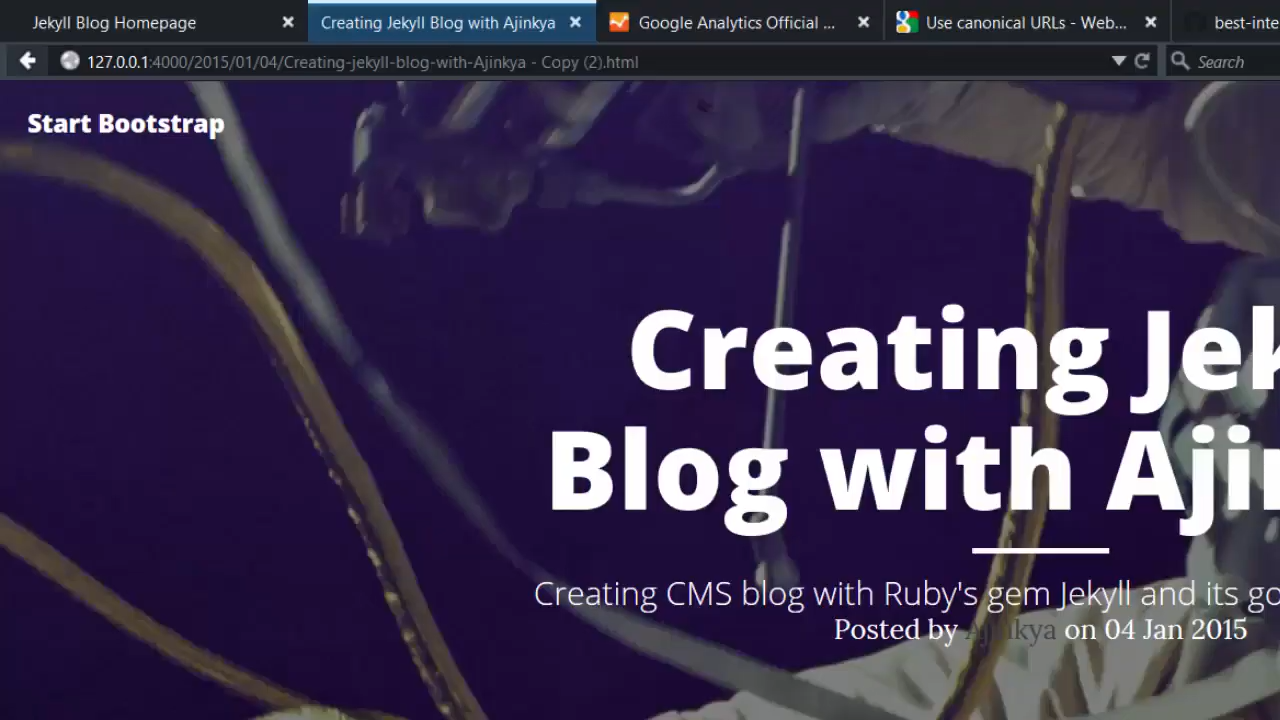 Jekyll Blog Homepage
Creating Jekyll Blog with Ajinkya
Google Analytics Official ...
Use canonical URLs - Web...
best-inte
127.0.0.1:4000/2015/01/04/Creating-jekyll-blog-with-Ajinkya - Copy (2).html
Search
Start Bootstrap
Creating Jek
Blog with Ajin
Creating CMS blog with Ruby's gem Jekyll and its go
Posted by Ajinkya on 04 Jan 2015